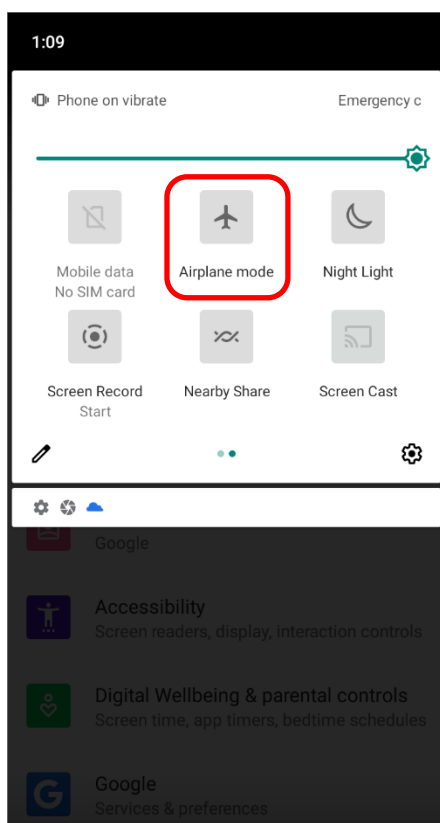 1:09
Phone on vibrate
Emergency c
Mobile data
No SIM card
Airplane mode
Night Light
Screen Record
Start
Nearby Share
Screen Cast
Google
Accessibility
Screen readers, display, interaction controls
Digital Wellbeing & parental controls
Screen time, app timers, bedtime schedules
Google
Services & preferences